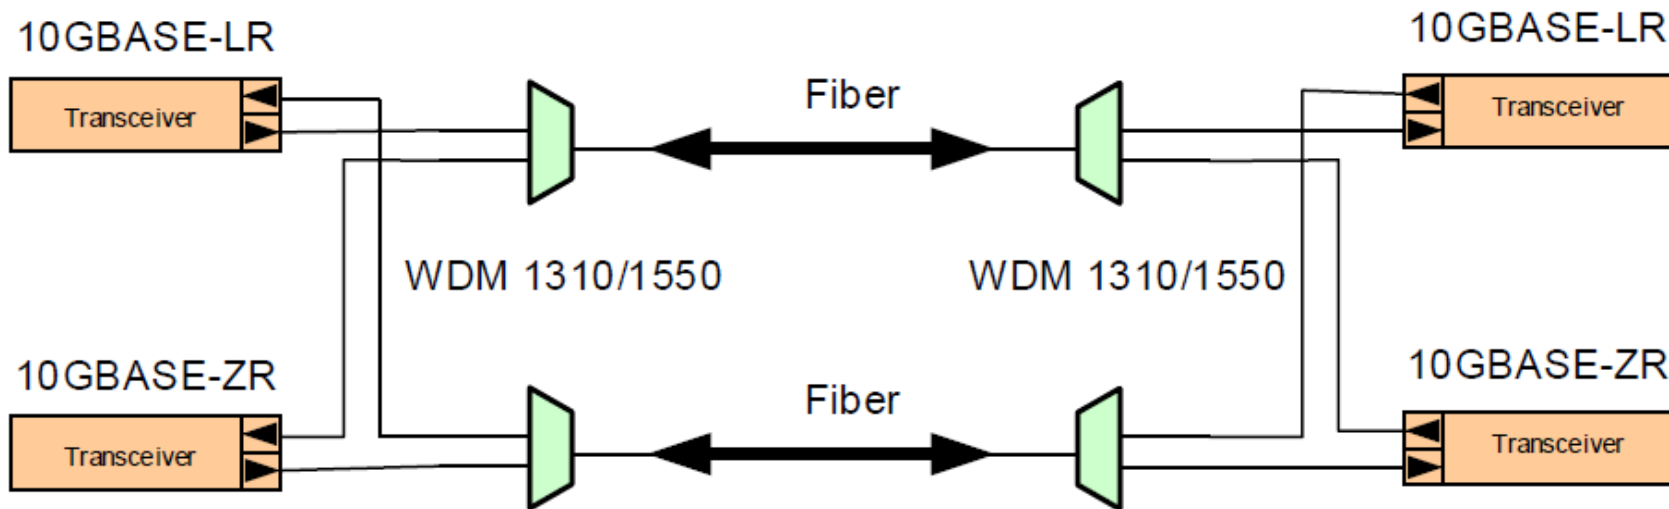 10GBASE-LR
10GBASE-LR
Transceiver
Fiber
Transceiver
WDM 1310/1550
WDM 1310/1550
10GBASE-ZR
10GBASE-ZR
Transceiver
Fiber
Transceiver